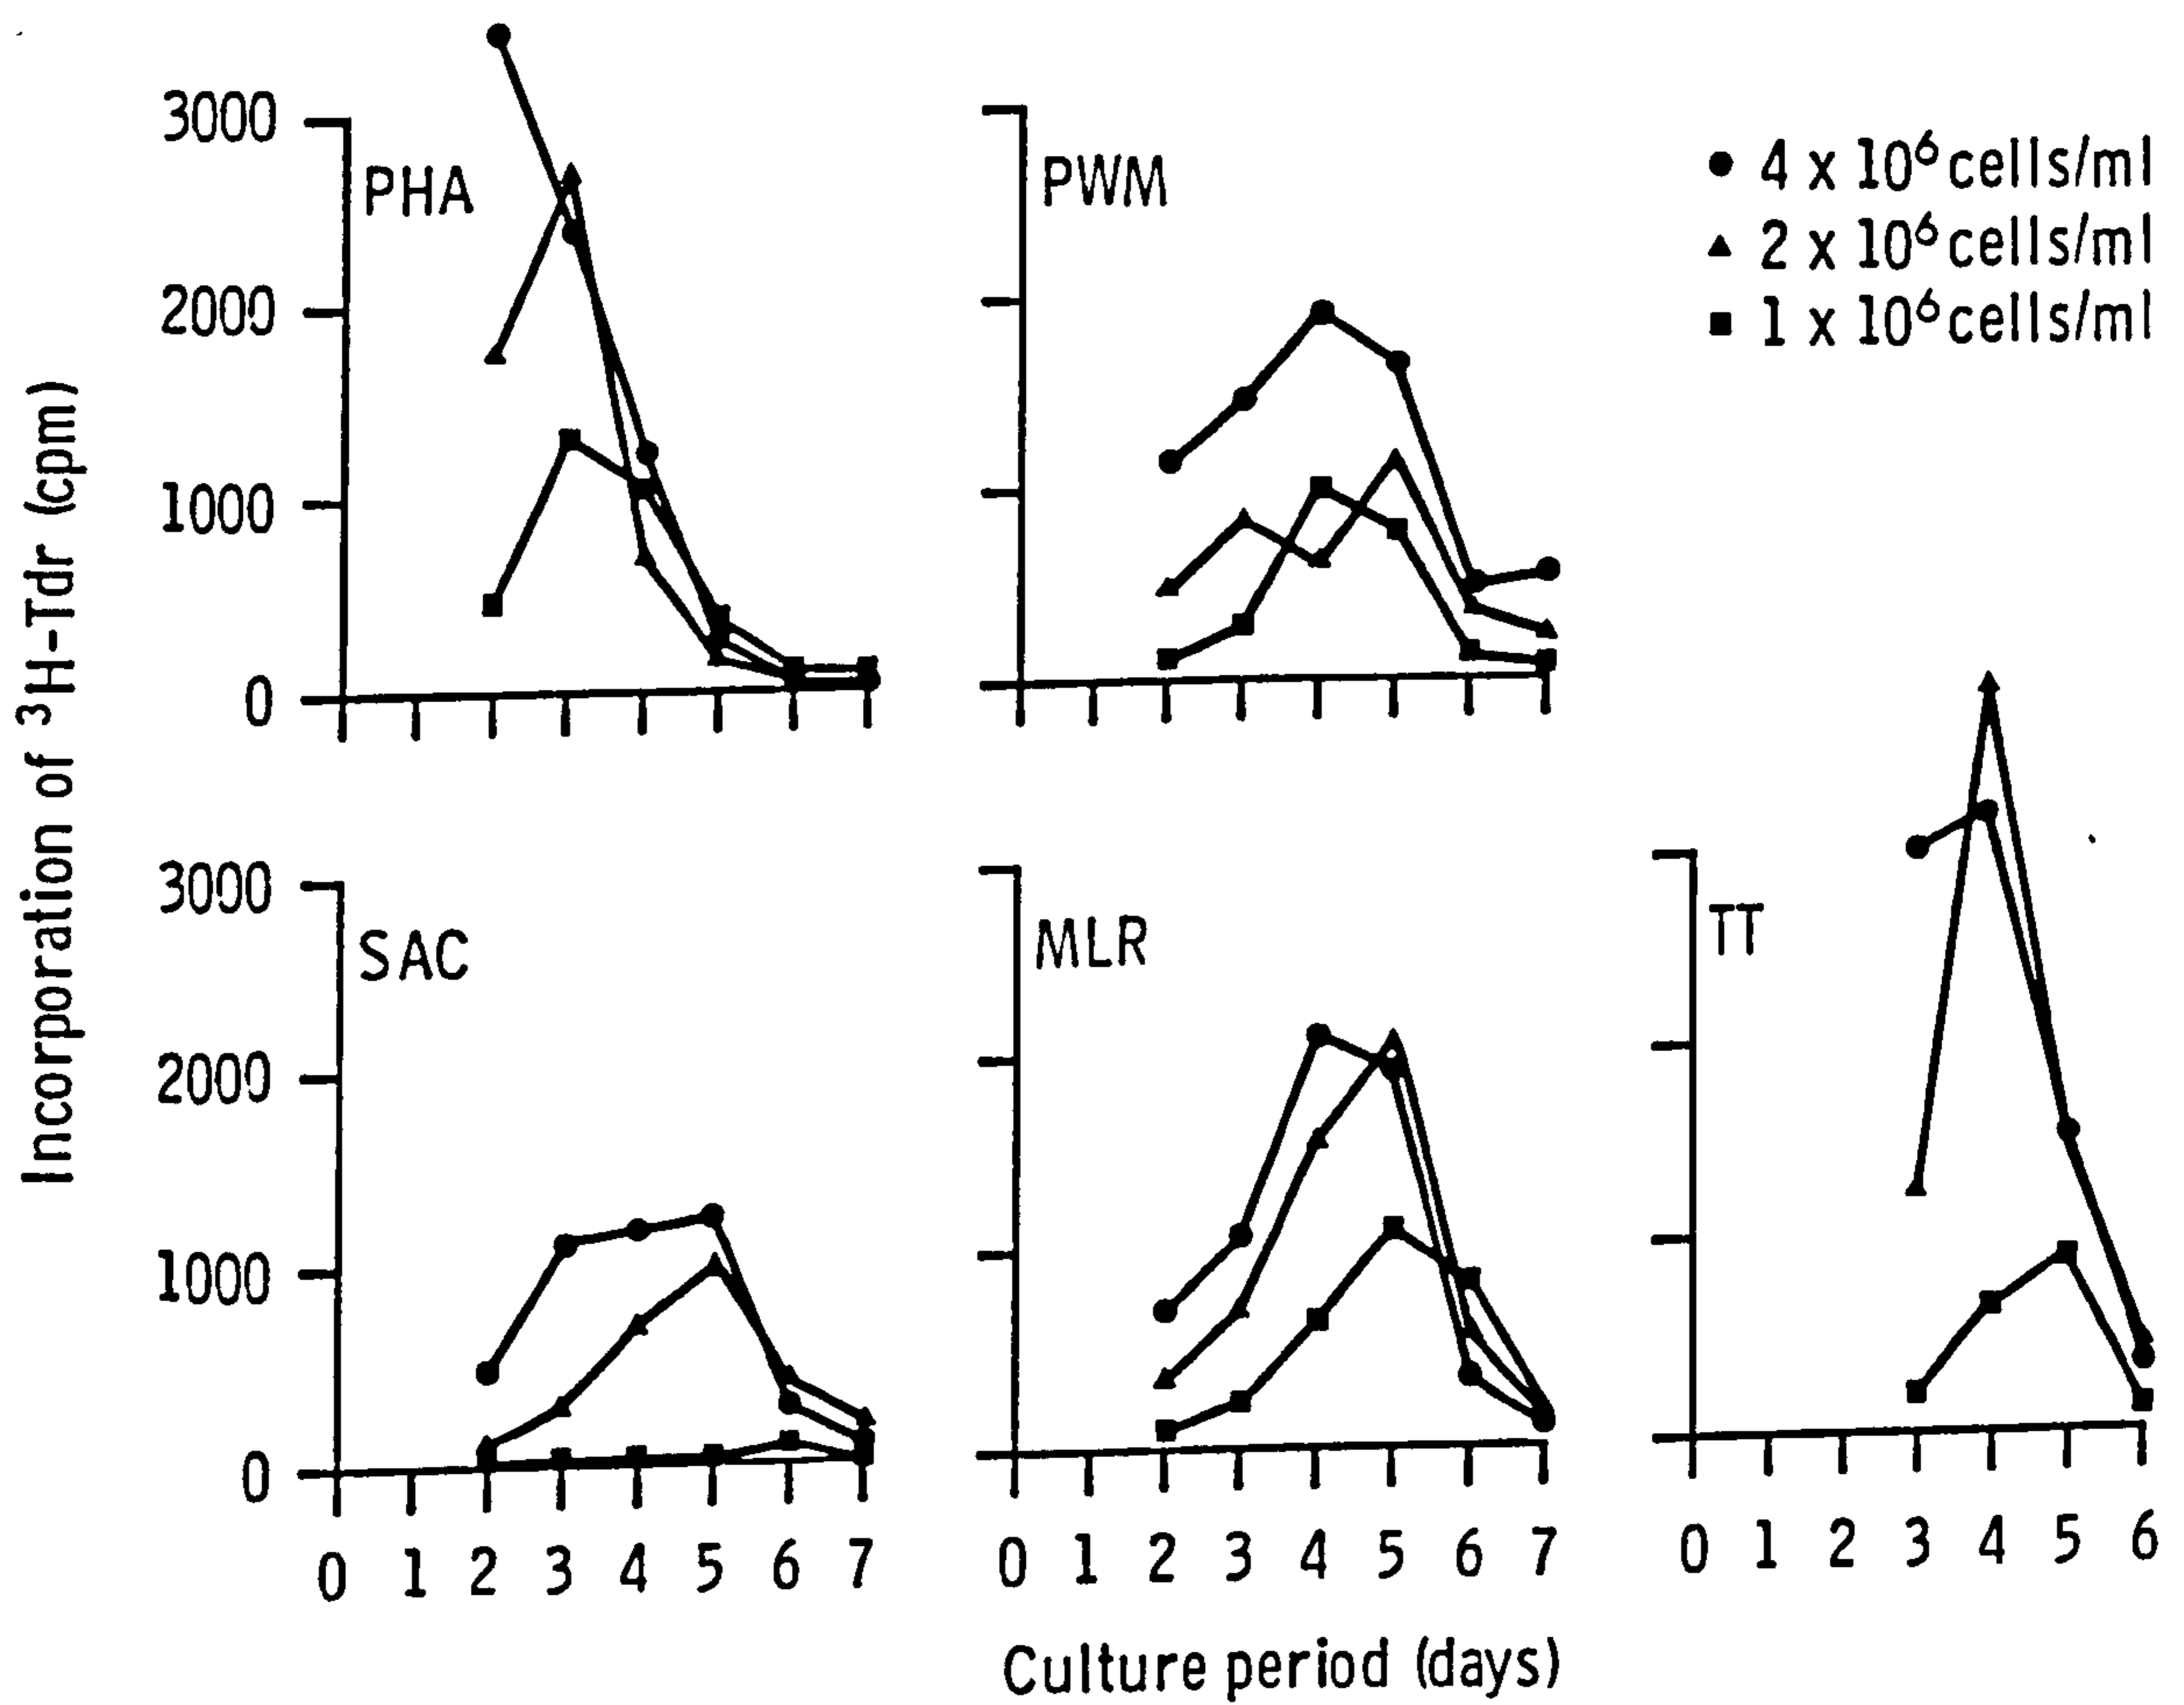 Incorporation of ³H-Tdr (cpm)
3000
2000
1000
0
PHA
PWM
● 4 x 10⁶ cells/ml
▲ 2 x 10⁶ cells/ml
■ 1 x 10⁶ cells/ml
3000
2000
1000
0
SAC
MLR
TT
0 1 2 3 4 5 6 7
0 1 2 3 4 5 6 7
0 1 2 3 4 5 6
Culture period (days)